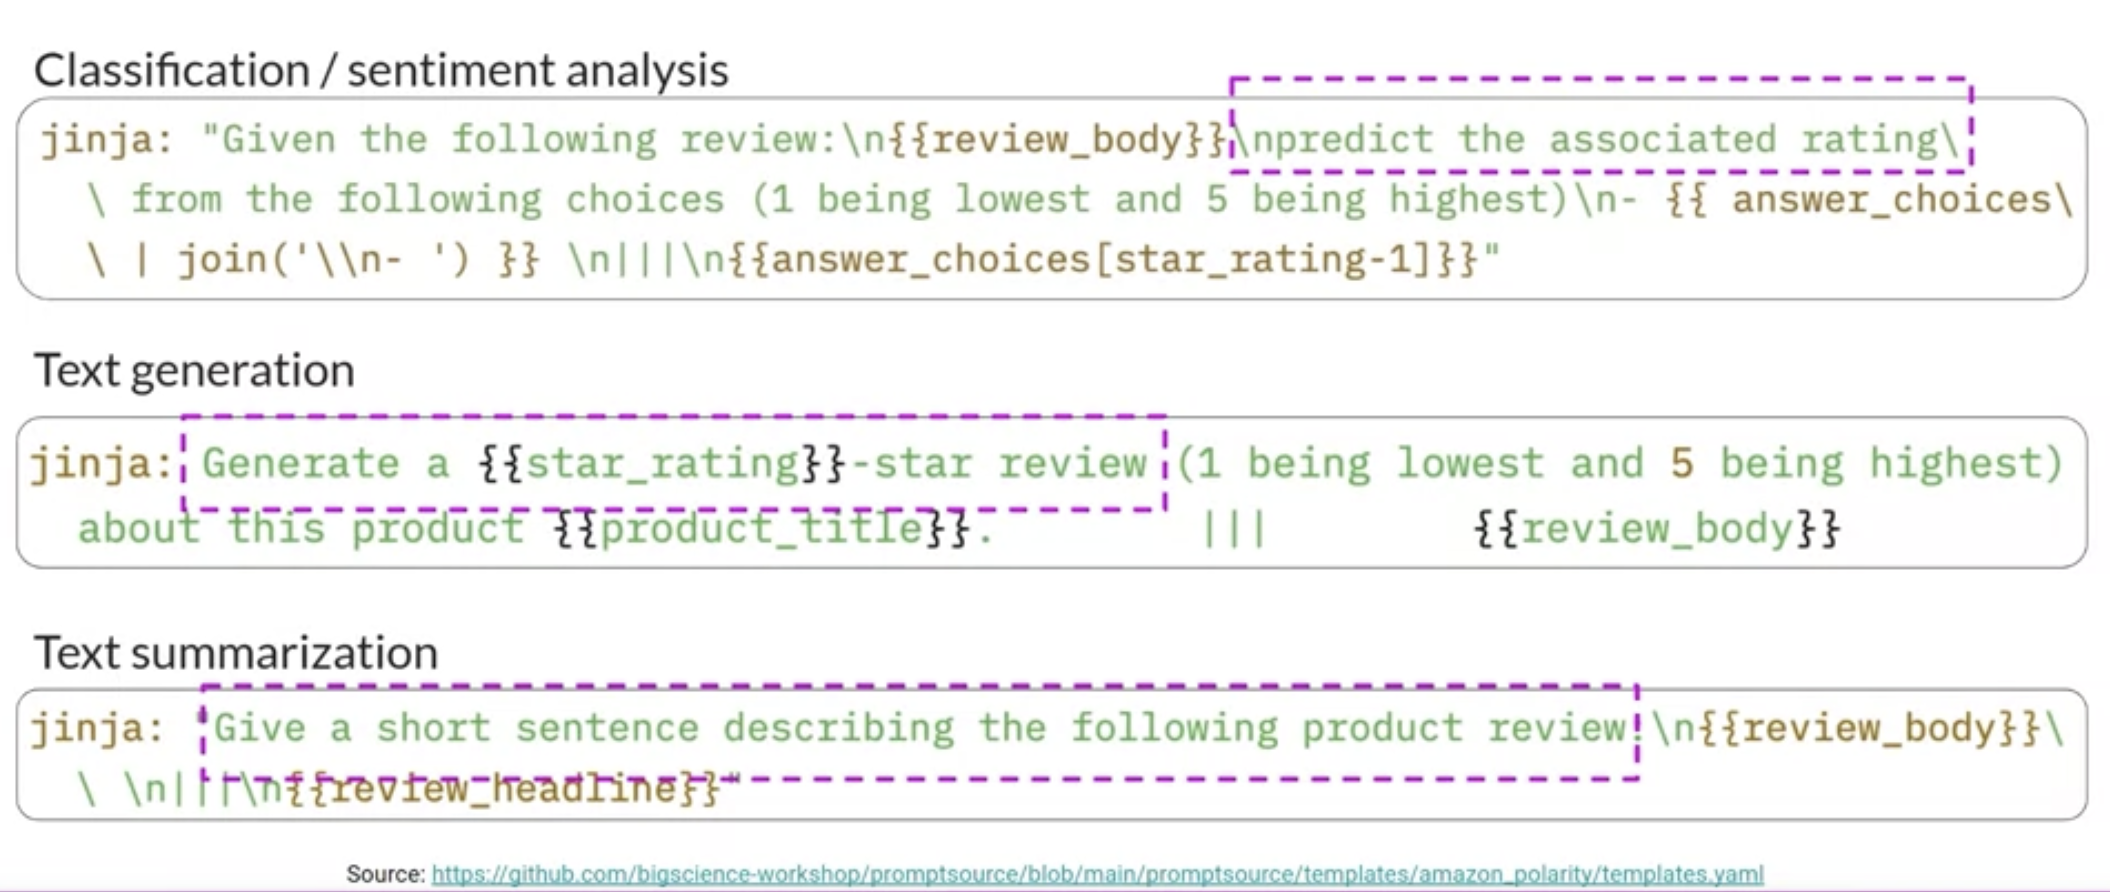 Classification / sentiment analysis
jinja: "Given the following review:\n{{review_body}}\npredict the associated rating\
\ from the following choices (1 being lowest and 5 being highest)\n- {{ answer_choices\
\ | join('\\n- ') }} \n|||\n{{answer_choices[star_rating-1]}}"
Text generation
jinja: Generate a {{star_rating}}-star review (1 being lowest and 5 being highest)
about this product {{product_title}}. ||| {{review_body}}
Text summarization
jinja: "Give a short sentence describing the following product review:\n{{review_body}}\
\ \n|||\n{{review_headline}}"
Source: https://github.com/bigscience-workshop/promptsource/blob/main/promptsource/templates/amazon_polarity/templates.yaml